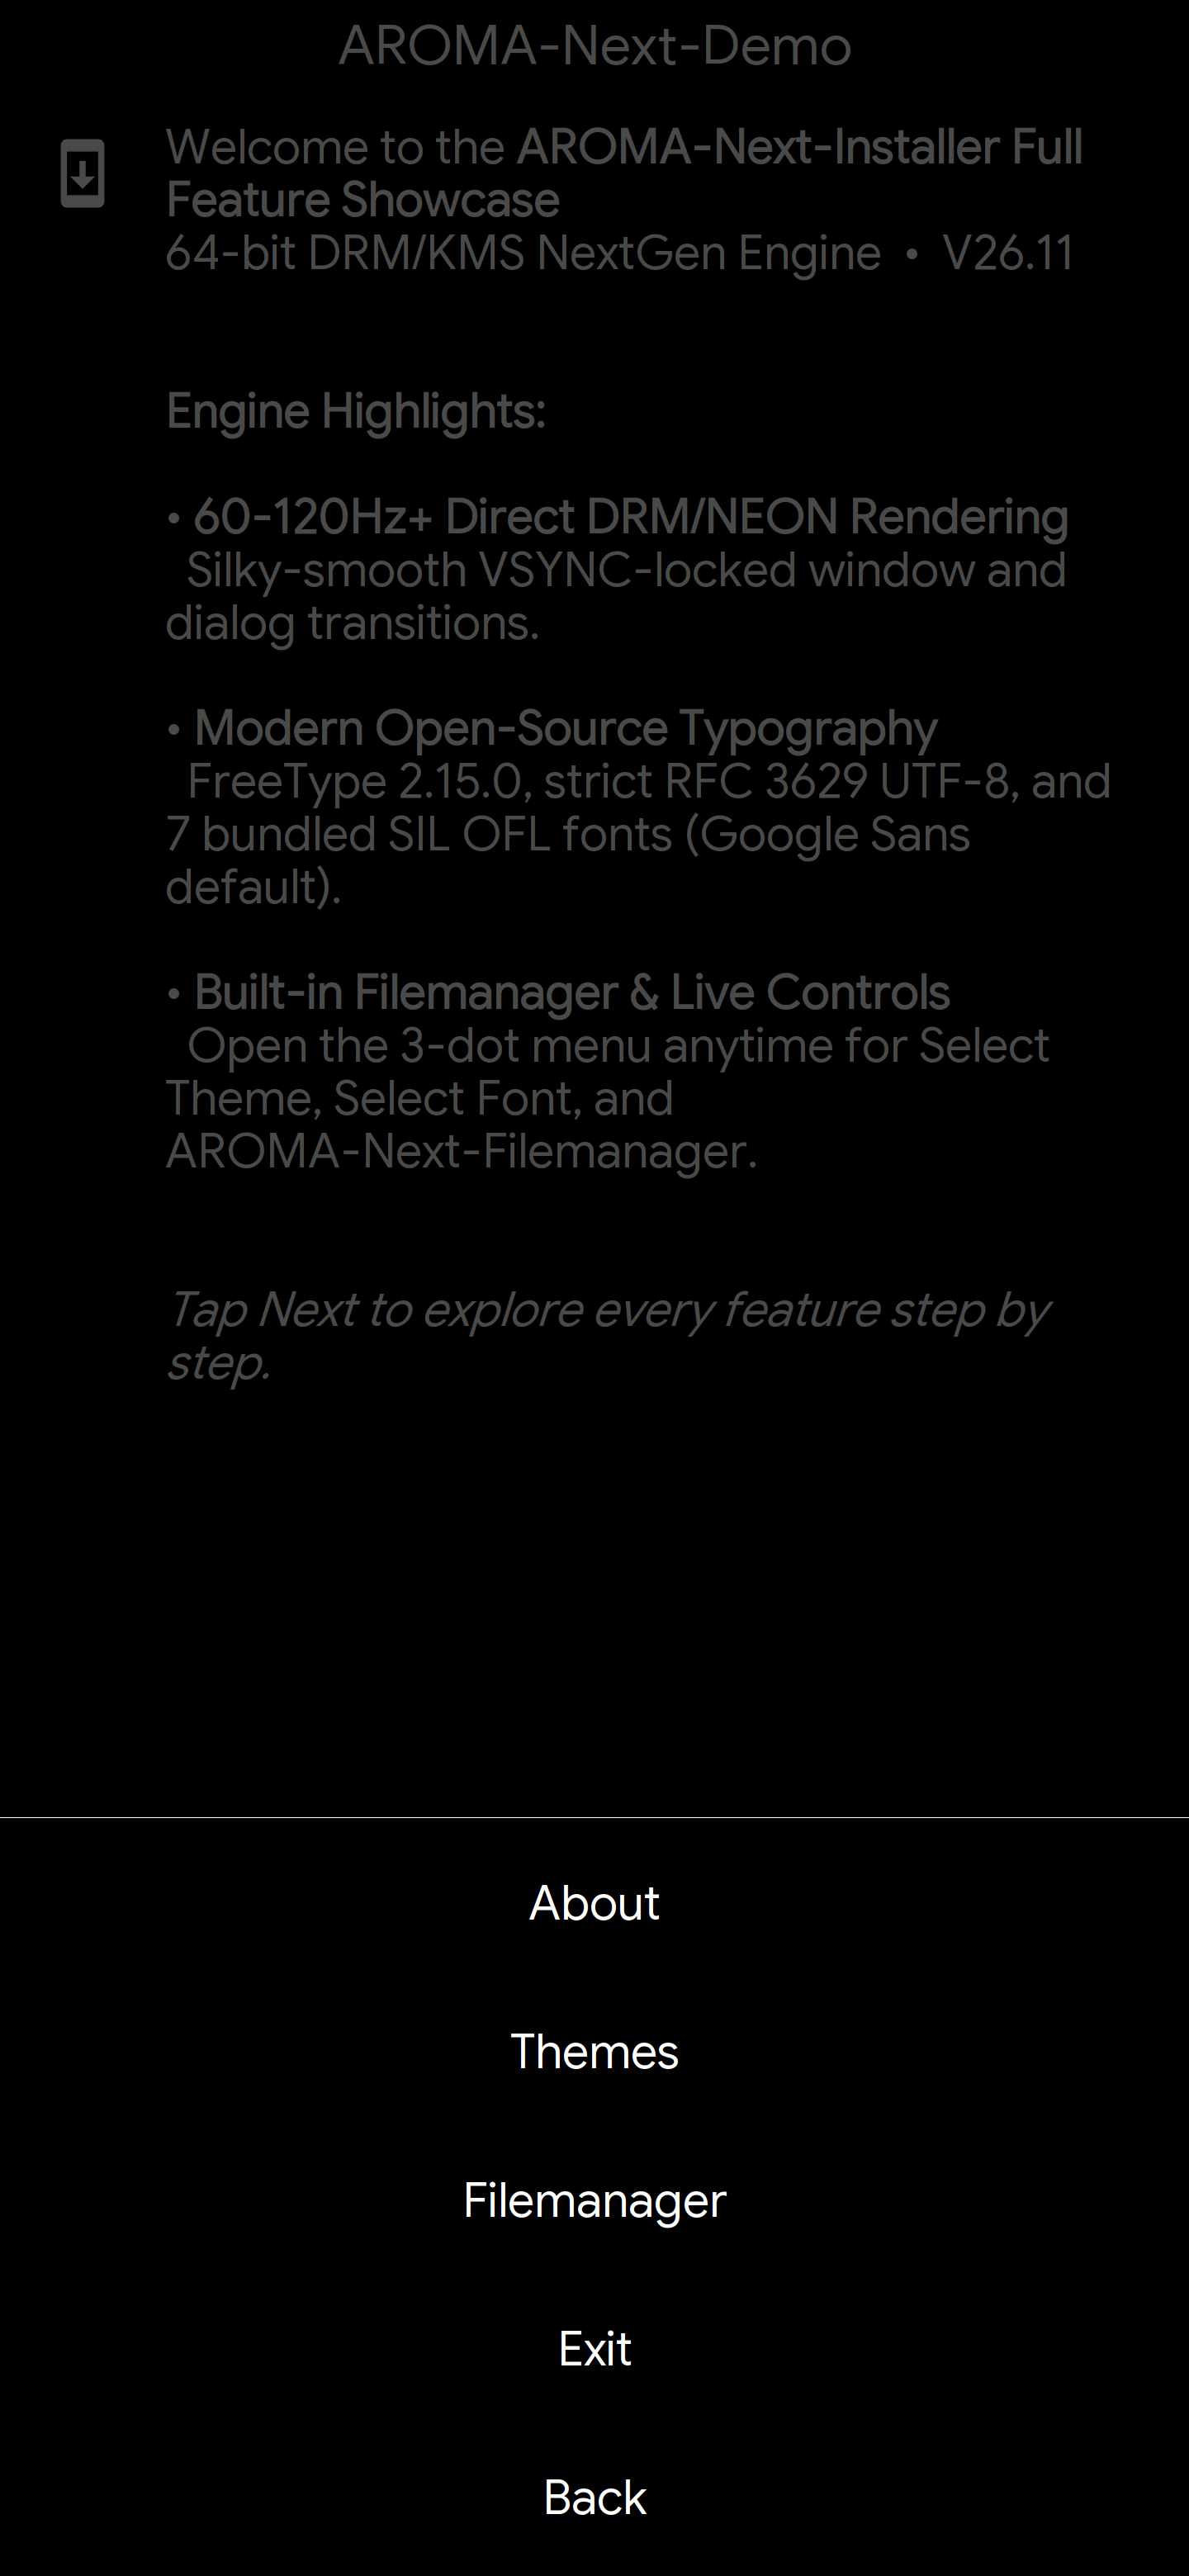 AROMA-Next-Demo
Welcome to the AROMA-Next-Installer Full
Feature Showcase
64-bit DRM/KMS NextGen Engine • V26.11
Engine Highlights:
• 60-120Hz+ Direct DRM/NEON Rendering
Silky-smooth VSYNC-locked window and
dialog transitions.
• Modern Open-Source Typography
FreeType 2.15.0, strict RFC 3629 UTF-8, and
7 bundled SIL OFL fonts (Google Sans
default).
• Built-in Filemanager & Live Controls
Open the 3-dot menu anytime for Select
Theme, Select Font, and
AROMA-Next-Filemanager.
Tap Next to explore every feature step by
step.
About
Themes
Filemanager
Exit
Back